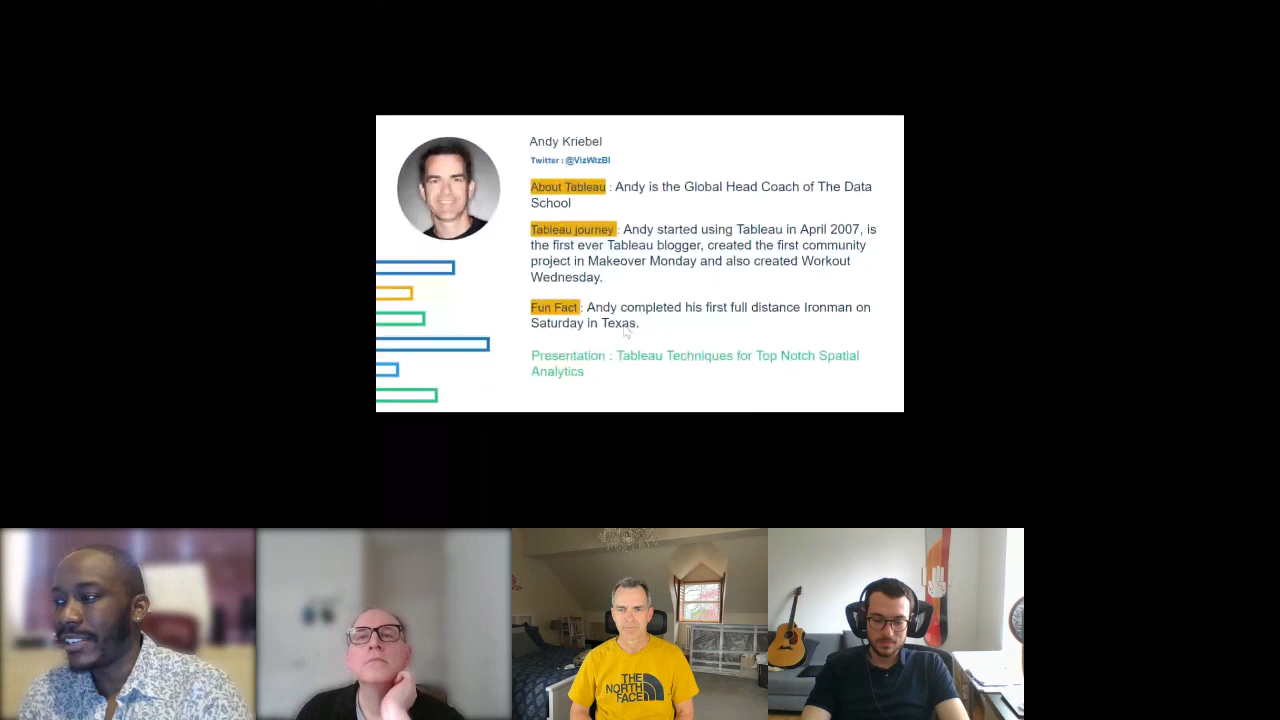 Andy Kriebel
Twitter : @VizWizBI
About Tableau : Andy is the Global Head Coach of The Data
School
Tableau journey : Andy started using Tableau in April 2007, is
the first ever Tableau blogger, created the first community
project in Makeover Monday and also created Workout
Wednesday.
Fun Fact : Andy completed his first full distance Ironman on
Saturday in Texas.
Presentation : Tableau Techniques for Top Notch Spatial
Analytics
THE
NORTH
FACE